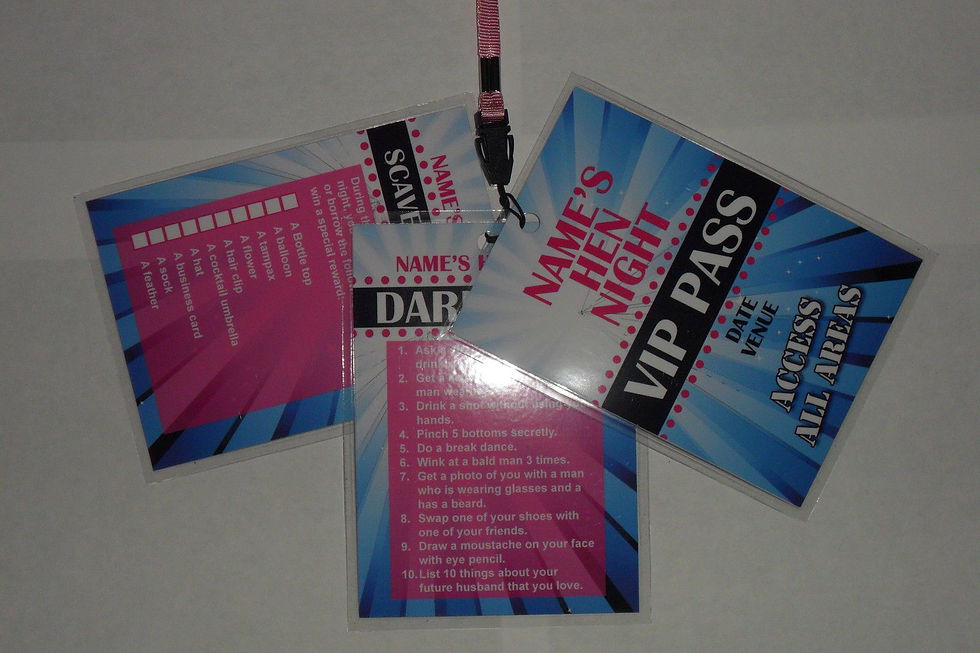 NAME'S
SCAVE
During th
night, yo
or borrow the follo
win a special reward.
A Bottle top
A balloon
A tampax
A flower
A hair clip
A cocktail umbrella
A hat
A business card
A sock
A feather
NAME'S H
DAR
1. Ask
drin
2. Get a
man wea
3. Drink a shot without using yo
hands.
4. Pinch 5 bottoms secretly.
5. Do a break dance.
6. Wink at a bald man 3 times.
7. Get a photo of you with a man
who is wearing glasses and a
has a beard.
8. Swap one of your shoes with
one of your friends.
9. Draw a moustache on your face
with eye pencil.
10. List 10 things about your
future husband that you love.
NAME'S
HEN
NIGHT
VIP PASS
DATE
VENUE
ACCESS
ALL AREAS